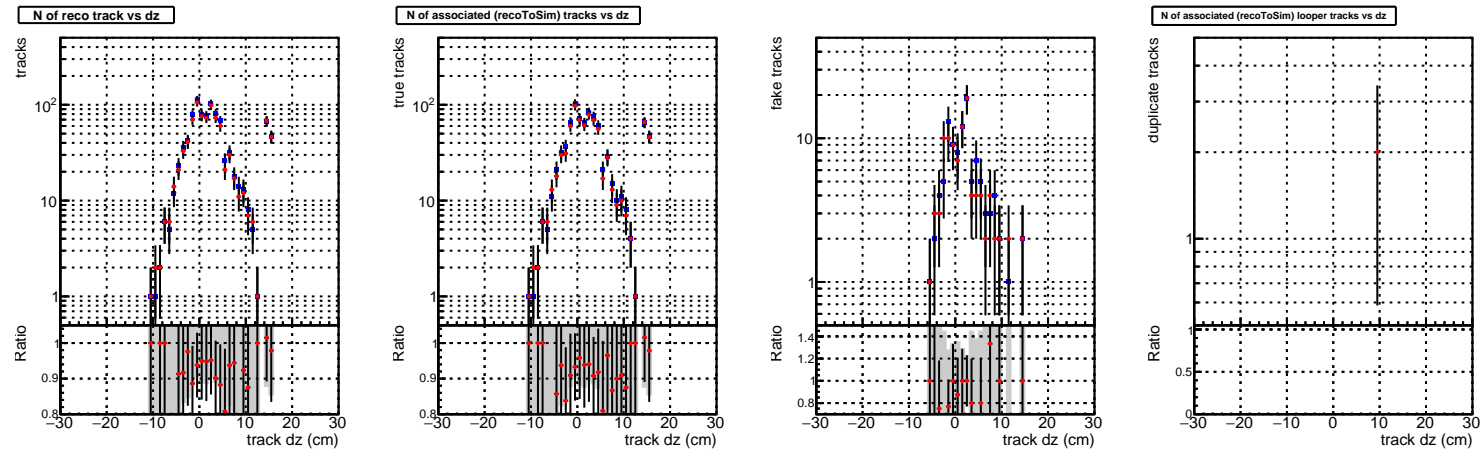 N of reco track vs dz
tracks
10²
10
1
Ratio
1
0.9
0.8
−30 −20 −10 0 10 20 30
track dz (cm)
N of associated (recoToSim) tracks vs dz
true tracks
10²
10
1
Ratio
1
0.9
0.8
−30 −20 −10 0 10 20 30
track dz (cm)
fake tracks
10
1
Ratio
1.4
1.2
1
0.8
−30 −20 −10 0 10 20 30
track dz (cm)
N of associated (recoToSim) looper tracks vs dz
duplicate tracks
1
Ratio
1
0.5
0
−30 −20 −10 0 10 20 30
track dz (cm)